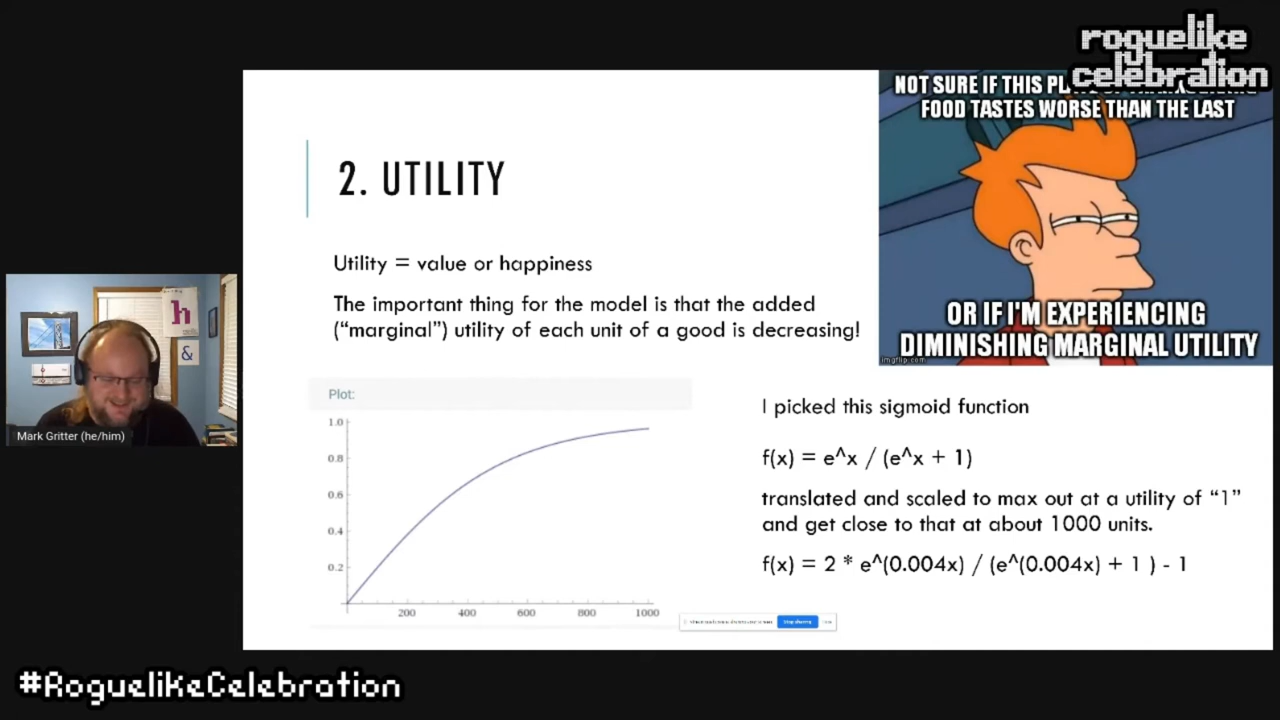 roguelike
celebration
NOT SURE IF THIS
FOOD TASTES WORSE THAN THE LAST
2. UTILITY
Utility = value or happiness
The important thing for the model is that the added
(“marginal”) utility of each unit of a good is decreasing!
OR IF I'M EXPERIENCING
DIMINISHING MARGINAL UTILITY
imgflip.com
h
&
Mark Gritter (he/him)
Plot:
1.0
0.8
0.6
0.4
0.2
200 400 600 800 1000
I picked this sigmoid function
f(x) = e^x / (e^x + 1)
translated and scaled to max out at a utility of “1”
and get close to that at about 1000 units.
f(x) = 2 * e^(0.004x) / (e^(0.004x) + 1 ) - 1
Stop sharing
#RoguelikeCelebration